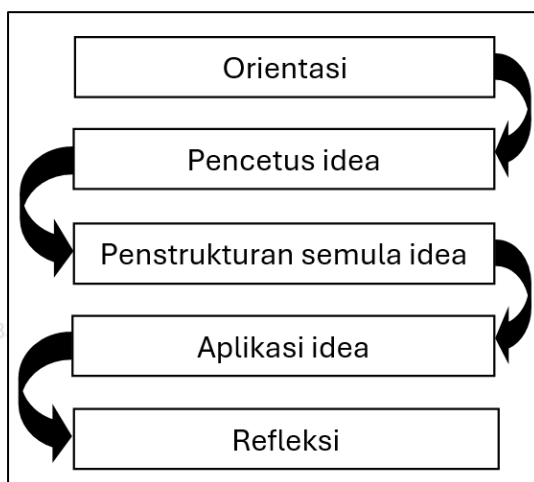 Orientasi
Pencetus idea
Penstrukturan semula idea
Aplikasi idea
Refleksi